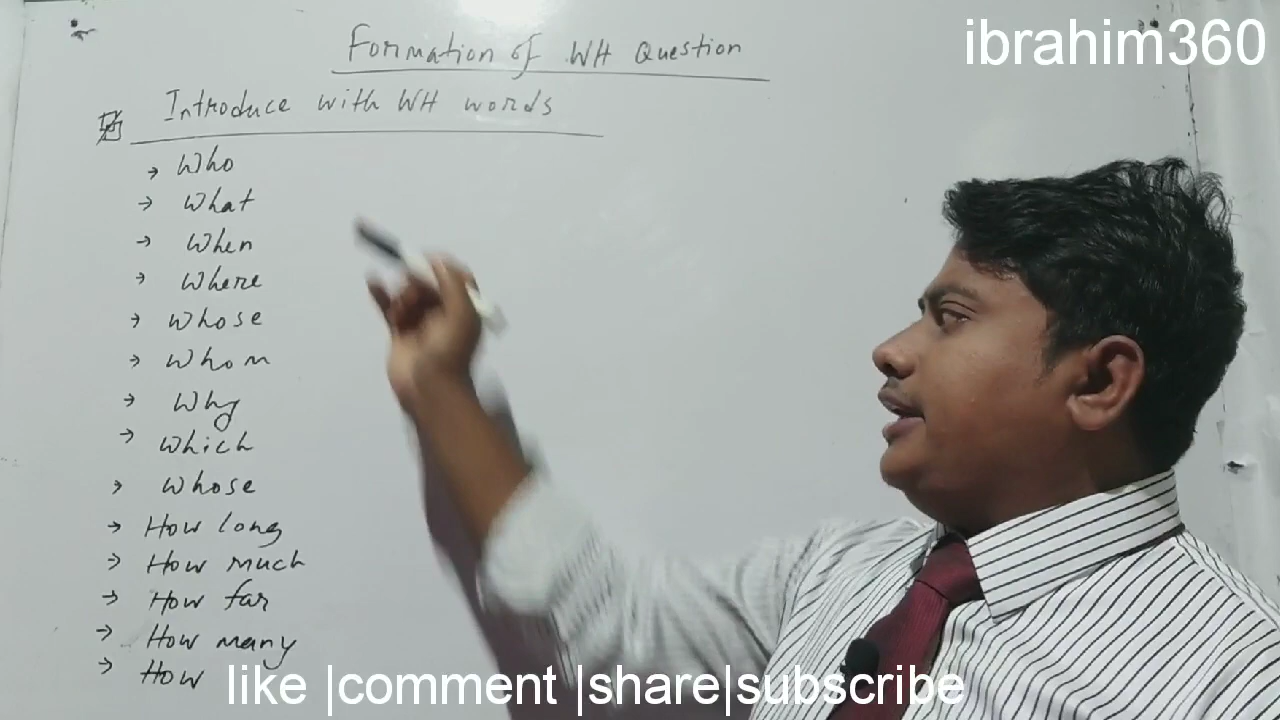 ibrahim360
Formation of WH Question
Introduce with WH words
→ Who
→ What
→ When
→ Where
→ Whose
→ Whom
→ Why
→ Which
→ Whose
→ How long
→ How much
→ How far
→ How many
→ How
like |comment |share|subscribe